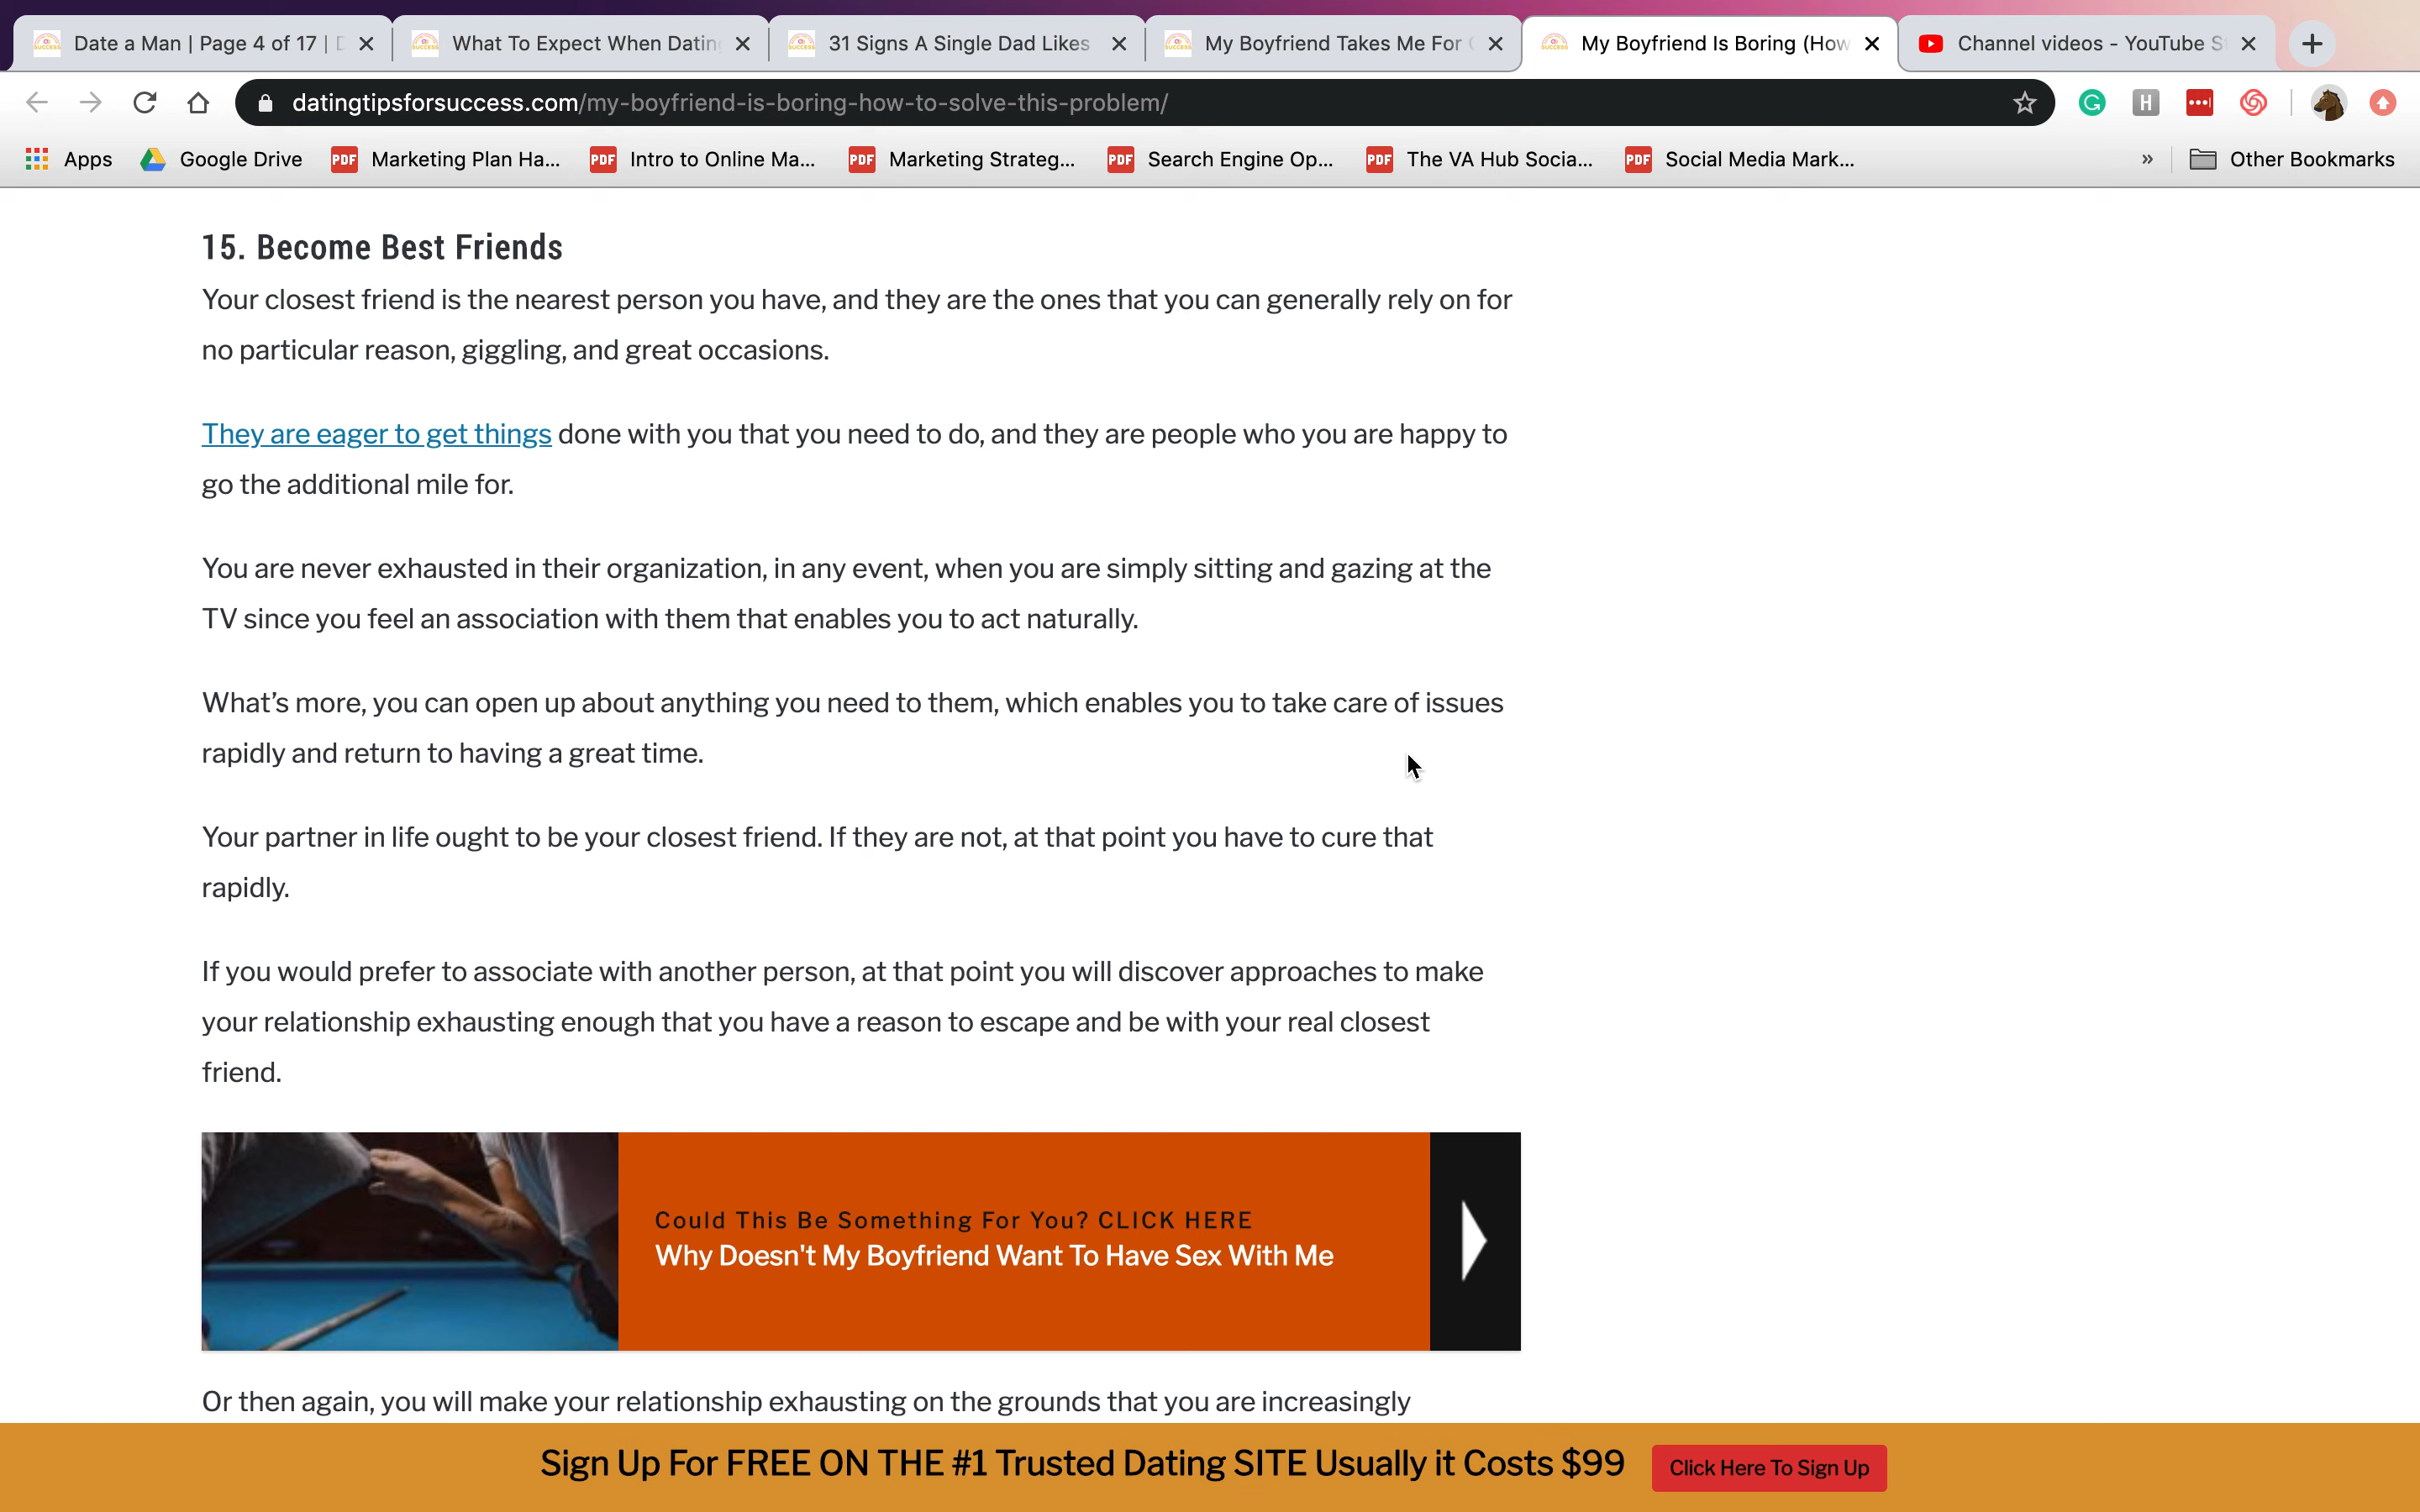 Date a Man | Page 4 of 17 |
What To Expect When Datin
31 Signs A Single Dad Likes
My Boyfriend Takes Me For
My Boyfriend Is Boring (How
Channel videos - YouTube S
datingtipsforsuccess.com/my-boyfriend-is-boring-how-to-solve-this-problem/
Apps
Google Drive
PDF Marketing Plan Ha...
PDF Intro to Online Ma...
PDF Marketing Strateg...
PDF Search Engine Op...
PDF The VA Hub Socia...
PDF Social Media Mark...
» Other Bookmarks
15. Become Best Friends
Your closest friend is the nearest person you have, and they are the ones that you can generally rely on for
no particular reason, giggling, and great occasions.
They are eager to get things done with you that you need to do, and they are people who you are happy to
go the additional mile for.
You are never exhausted in their organization, in any event, when you are simply sitting and gazing at the
TV since you feel an association with them that enables you to act naturally.
What's more, you can open up about anything you need to them, which enables you to take care of issues
rapidly and return to having a great time.
Your partner in life ought to be your closest friend. If they are not, at that point you have to cure that
rapidly.
If you would prefer to associate with another person, at that point you will discover approaches to make
your relationship exhausting enough that you have a reason to escape and be with your real closest
friend.
Could This Be Something For You? CLICK HERE
Why Doesn't My Boyfriend Want To Have Sex With Me
Or then again, you will make your relationship exhausting on the grounds that you are increasingly
Sign Up For FREE ON THE #1 Trusted Dating SITE Usually it Costs $99
Click Here To Sign Up